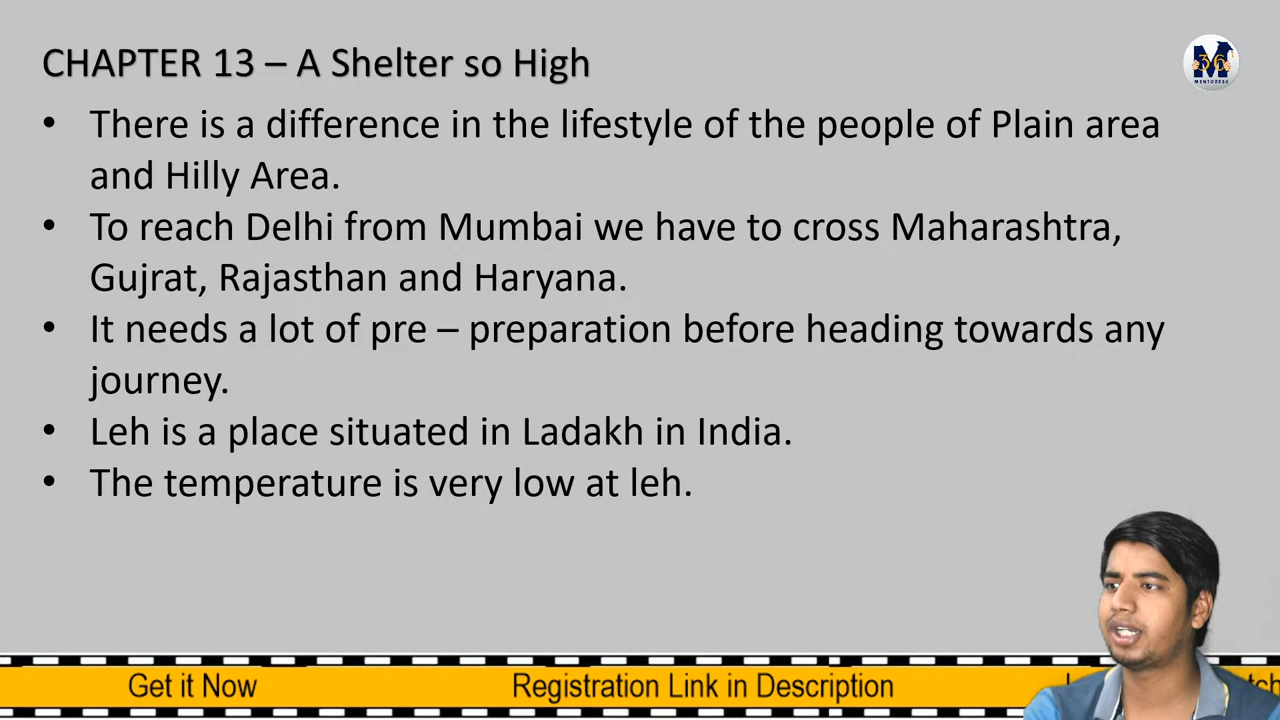 CHAPTER 13 – A Shelter so High
• There is a difference in the lifestyle of the people of Plain area
and Hilly Area.
• To reach Delhi from Mumbai we have to cross Maharashtra,
Gujrat, Rajasthan and Haryana.
• It needs a lot of pre – preparation before heading towards any
journey.
• Leh is a place situated in Ladakh in India.
• The temperature is very low at leh.
Get it Now Registration Link in Description